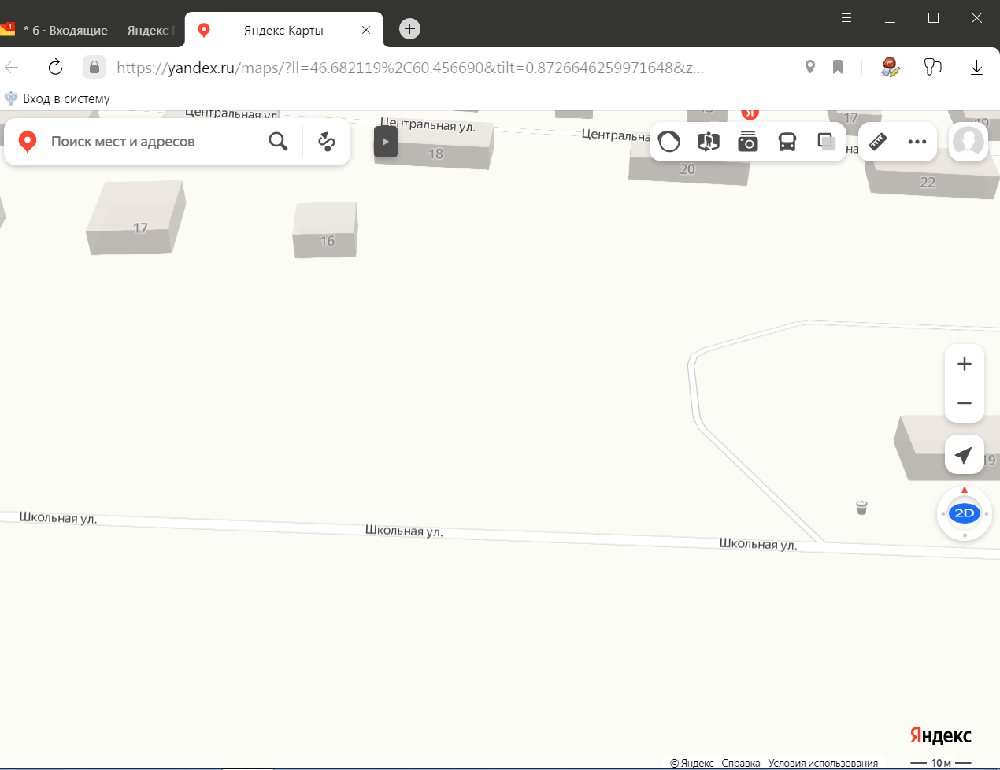 1
* 6 · Входящие — Яндекс
Яндекс Карты
https://yandex.ru/maps/?ll=46.682119%2C60.456690&tilt=0.8726646259971648&z...
Вход в систему
Центральная ул
Центральная ул.
Центральна
на
17
19
Поиск мест и адресов
18
20
22
17
16
19
2D
Школьная ул.
Школьная ул.
Школьная ул.
Яндекс
© Яндекс Справка Условия использования
10 м